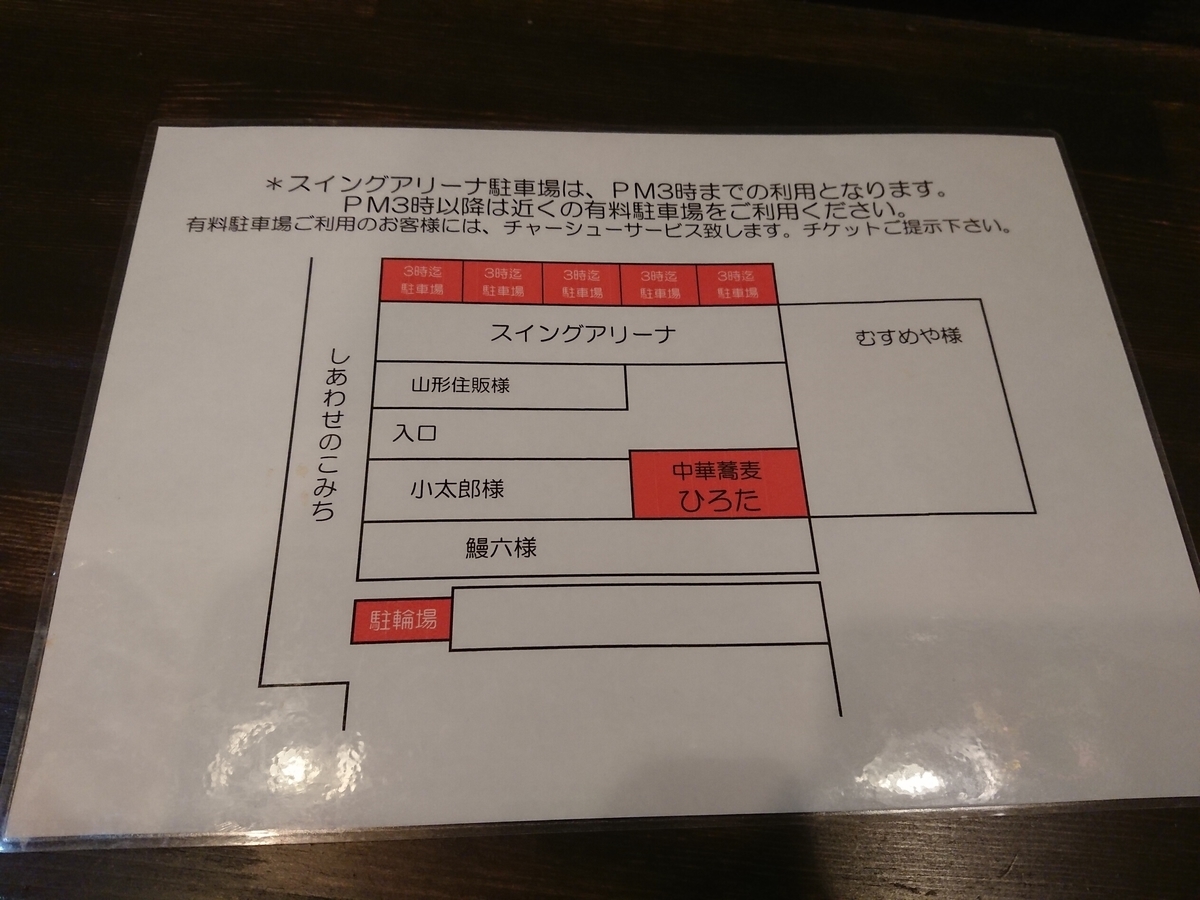 ＊スイングアリーナ駐車場は、ＰＭ3時までの利用となります。
ＰＭ3時以降は近くの有料駐車場をご利用ください。
有料駐車場ご利用のお客様には、チャーシューサービス致します。チケットご提示下さい。
3時迄
駐車場
3時迄
駐車場
3時迄
駐車場
3時迄
駐車場
3時迄
駐車場
スイングアリーナ
むすめや様
しあわせのこみち
山形住販様
入口
小太郎様
中華蕎麦
ひろた
鰻六様
駐輪場